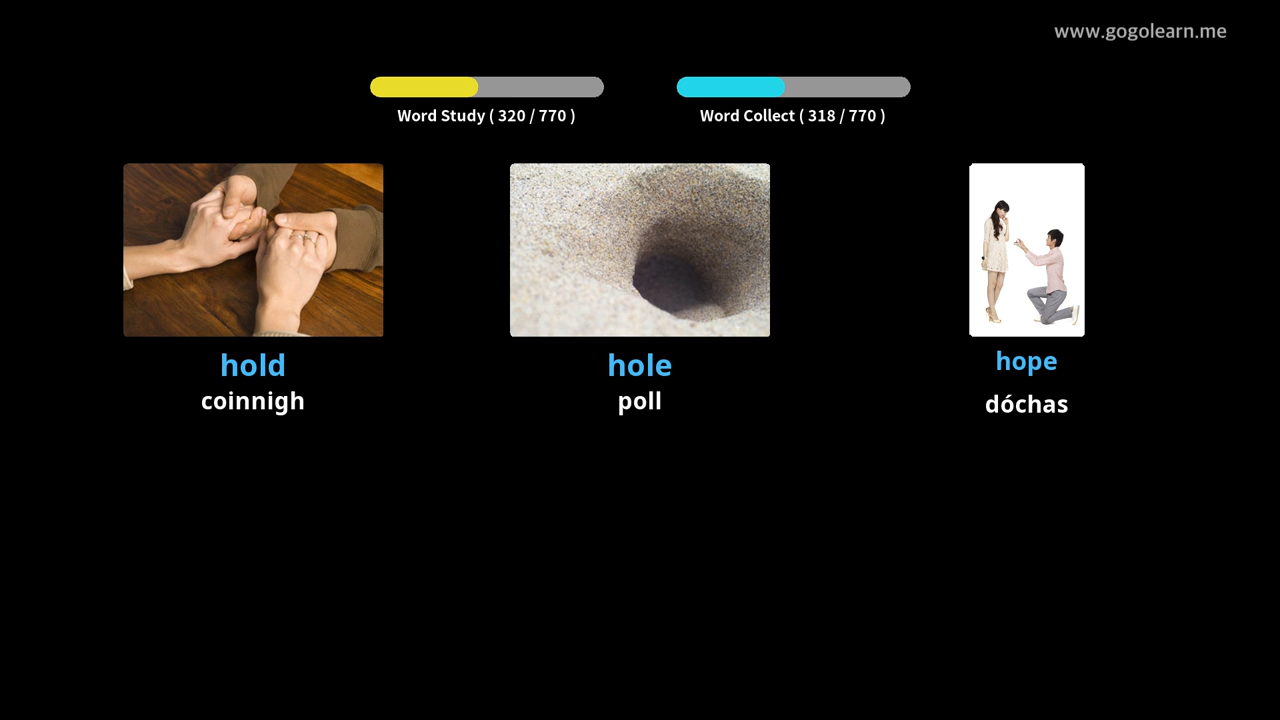 www.gogolearn.me
Word Study ( 320 / 770 )
Word Collect ( 318 / 770 )
hold
coinnigh
hole
poll
hope
dóchas